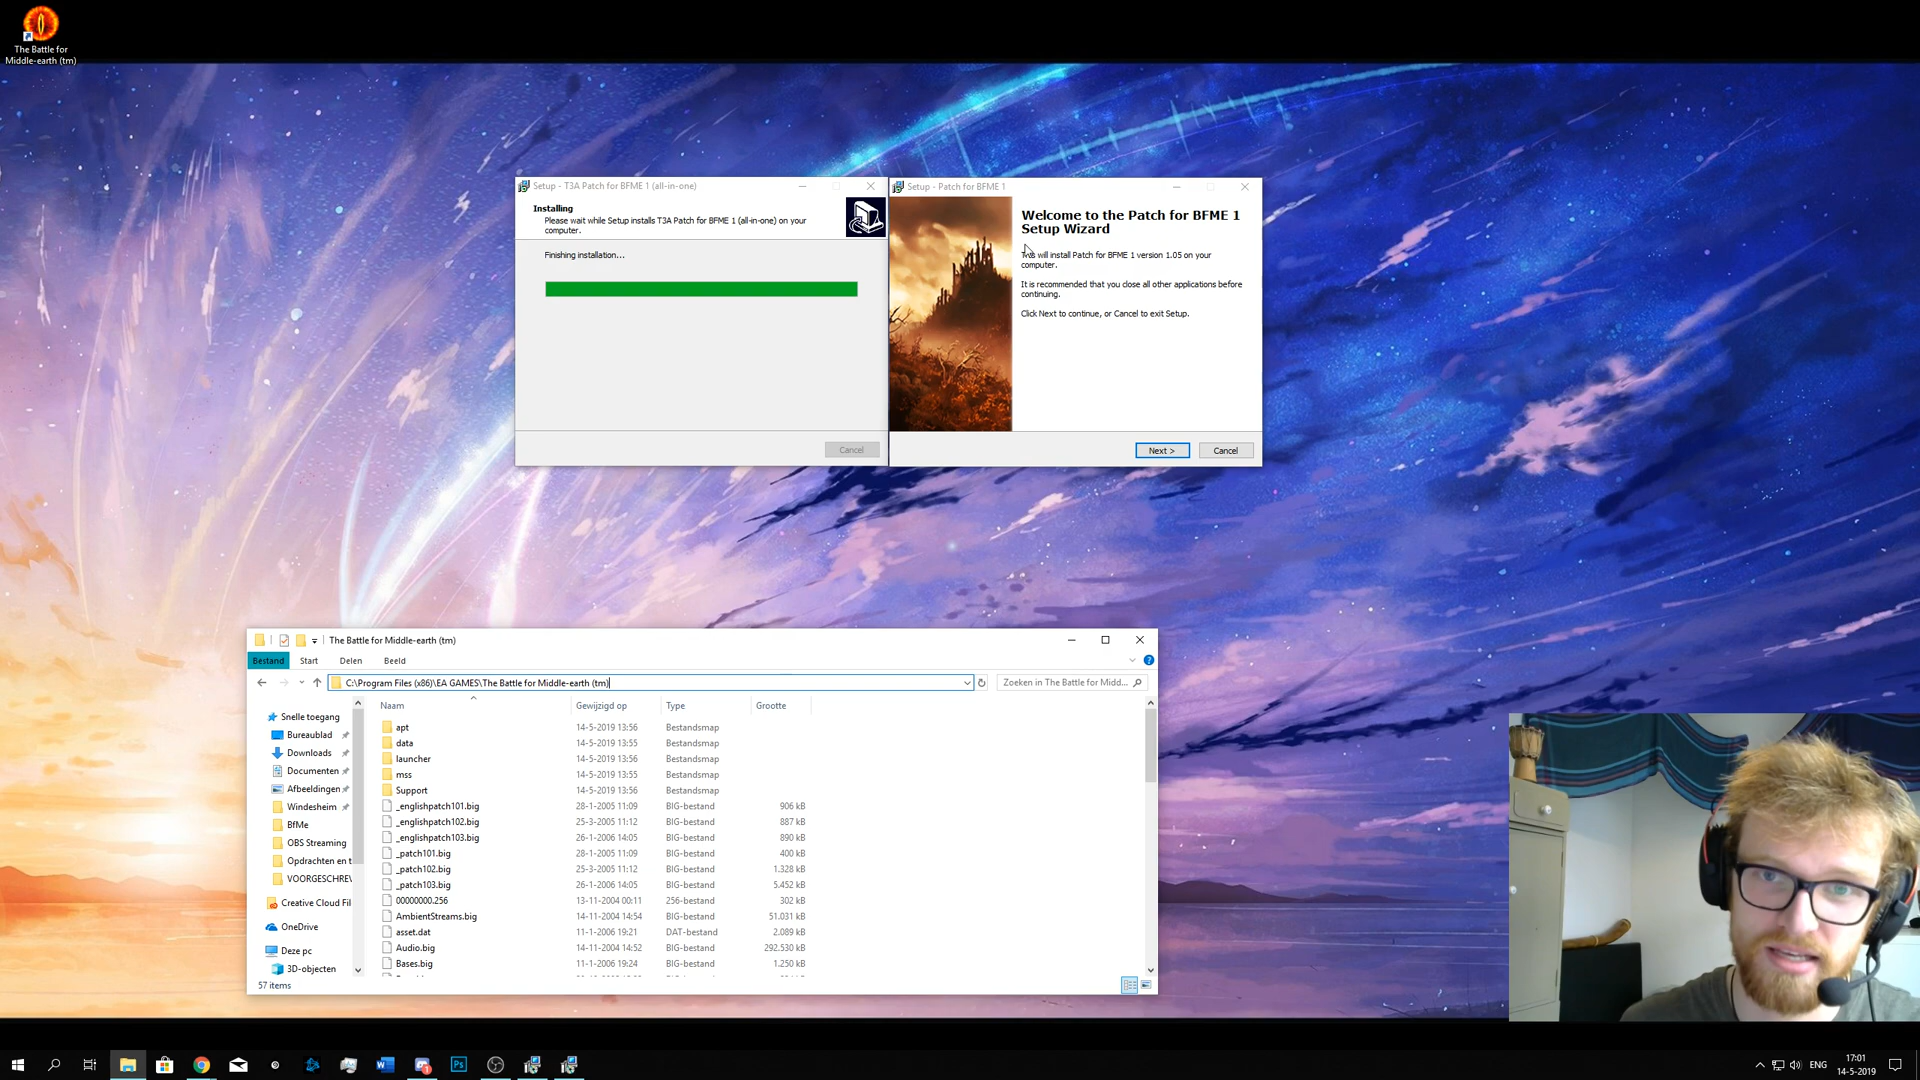 The Battle for
Middle-earth (tm)
Setup - T3A Patch for BFME 1 (all-in-one)
Installing
Please wait while Setup installs T3A Patch for BFME 1 (all-in-one) on your
computer.
Finishing installation...
Cancel
Setup - Patch for BFME 1
Welcome to the Patch for BFME 1
Setup Wizard
This will install Patch for BFME 1 version 1.05 on your
computer.
It is recommended that you close all other applications before
continuing.
Click Next to continue, or Cancel to exit Setup.
Next >
Cancel
The Battle for Middle-earth (tm)
Bestand Start Delen Beeld
C:\Program Files (x86)\EA GAMES\The Battle for Middle-earth (tm)
Zoeken in The Battle for Midd...
Naam Gewijzigd op Type Grootte
Snelle toegang
Bureaublad
Downloads
Documenten
Afbeeldingen
Windesheim
BfMe
OBS Streaming
Opdrachten en t
VOORGESCHREV
Creative Cloud Fil
OneDrive
Deze pc
3D-objecten
apt 14-5-2019 13:56 Bestandsmap
data 14-5-2019 13:55 Bestandsmap
launcher 14-5-2019 13:56 Bestandsmap
mss 14-5-2019 13:55 Bestandsmap
Support 14-5-2019 13:56 Bestandsmap
_englishpatch101.big 28-1-2005 11:09 BIG-bestand 906 kB
_englishpatch102.big 25-3-2005 11:12 BIG-bestand 887 kB
_englishpatch103.big 26-1-2006 14:05 BIG-bestand 890 kB
_patch101.big 28-1-2005 11:09 BIG-bestand 400 kB
_patch102.big 25-3-2005 11:12 BIG-bestand 1.328 kB
_patch103.big 26-1-2006 14:05 BIG-bestand 5.452 kB
00000000.256 13-11-2004 00:11 256-bestand 302 kB
AmbientStreams.big 14-11-2004 14:54 BIG-bestand 51.031 kB
asset.dat 11-1-2006 19:21 DAT-bestand 2.089 kB
Audio.big 14-11-2004 14:52 BIG-bestand 292.530 kB
Bases.big 11-1-2006 19:24 BIG-bestand 1.250 kB
57 items
ENG
17:01
14-5-2019